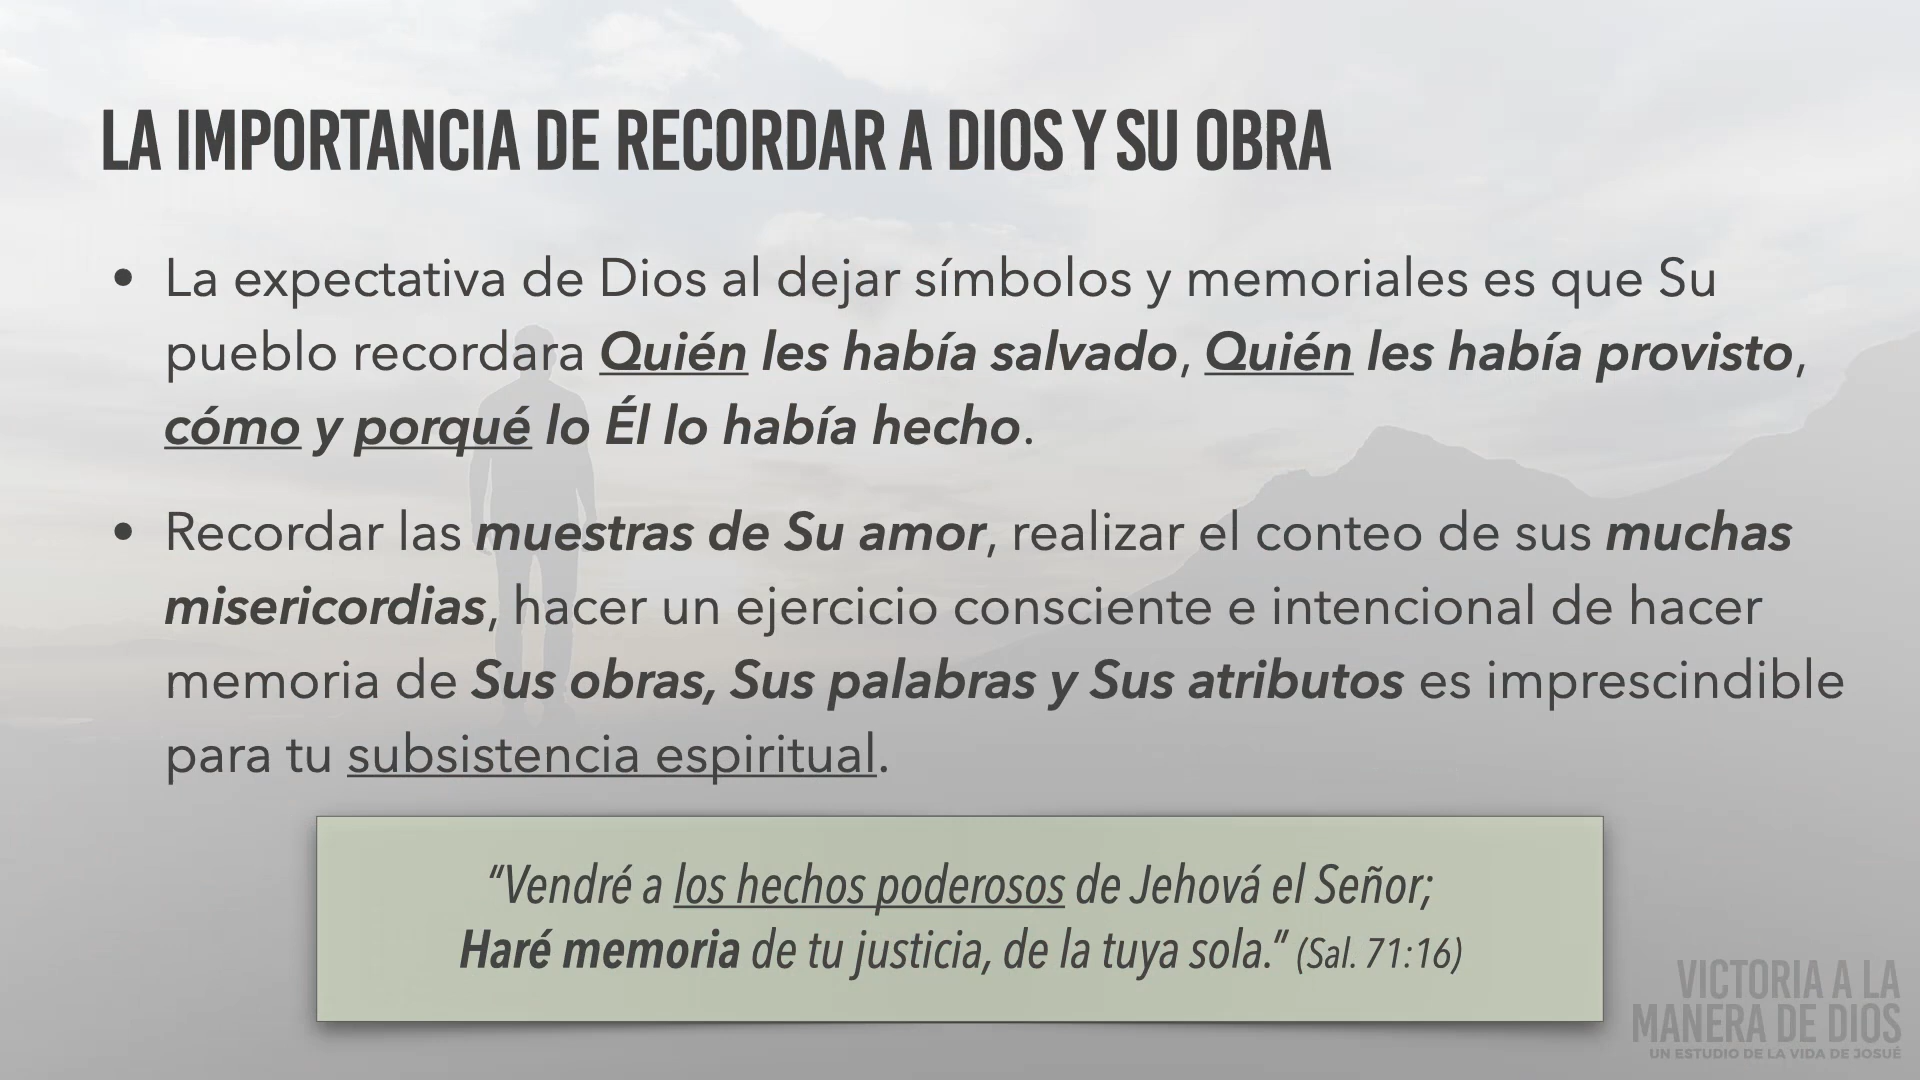 LA IMPORTANCIA DE RECORDAR A DIOS Y SU OBRA
• La expectativa de Dios al dejar símbolos y memoriales es que Su
pueblo recordara Quién les había salvado, Quién les había provisto,
cómo y porqué lo Él lo había hecho.
• Recordar las muestras de Su amor, realizar el conteo de sus muchas
misericordias, hacer un ejercicio consciente e intencional de hacer
memoria de Sus obras, Sus palabras y Sus atributos es imprescindible
para tu subsistencia espiritual.
“Vendré a los hechos poderosos de Jehová el Señor;
Haré memoria de tu justicia, de la tuya sola.” (Sal. 71:16)
VICTORIA A LA
MANERA DE DIOS
UN ESTUDIO DE LA VIDA DE JOSUÉ